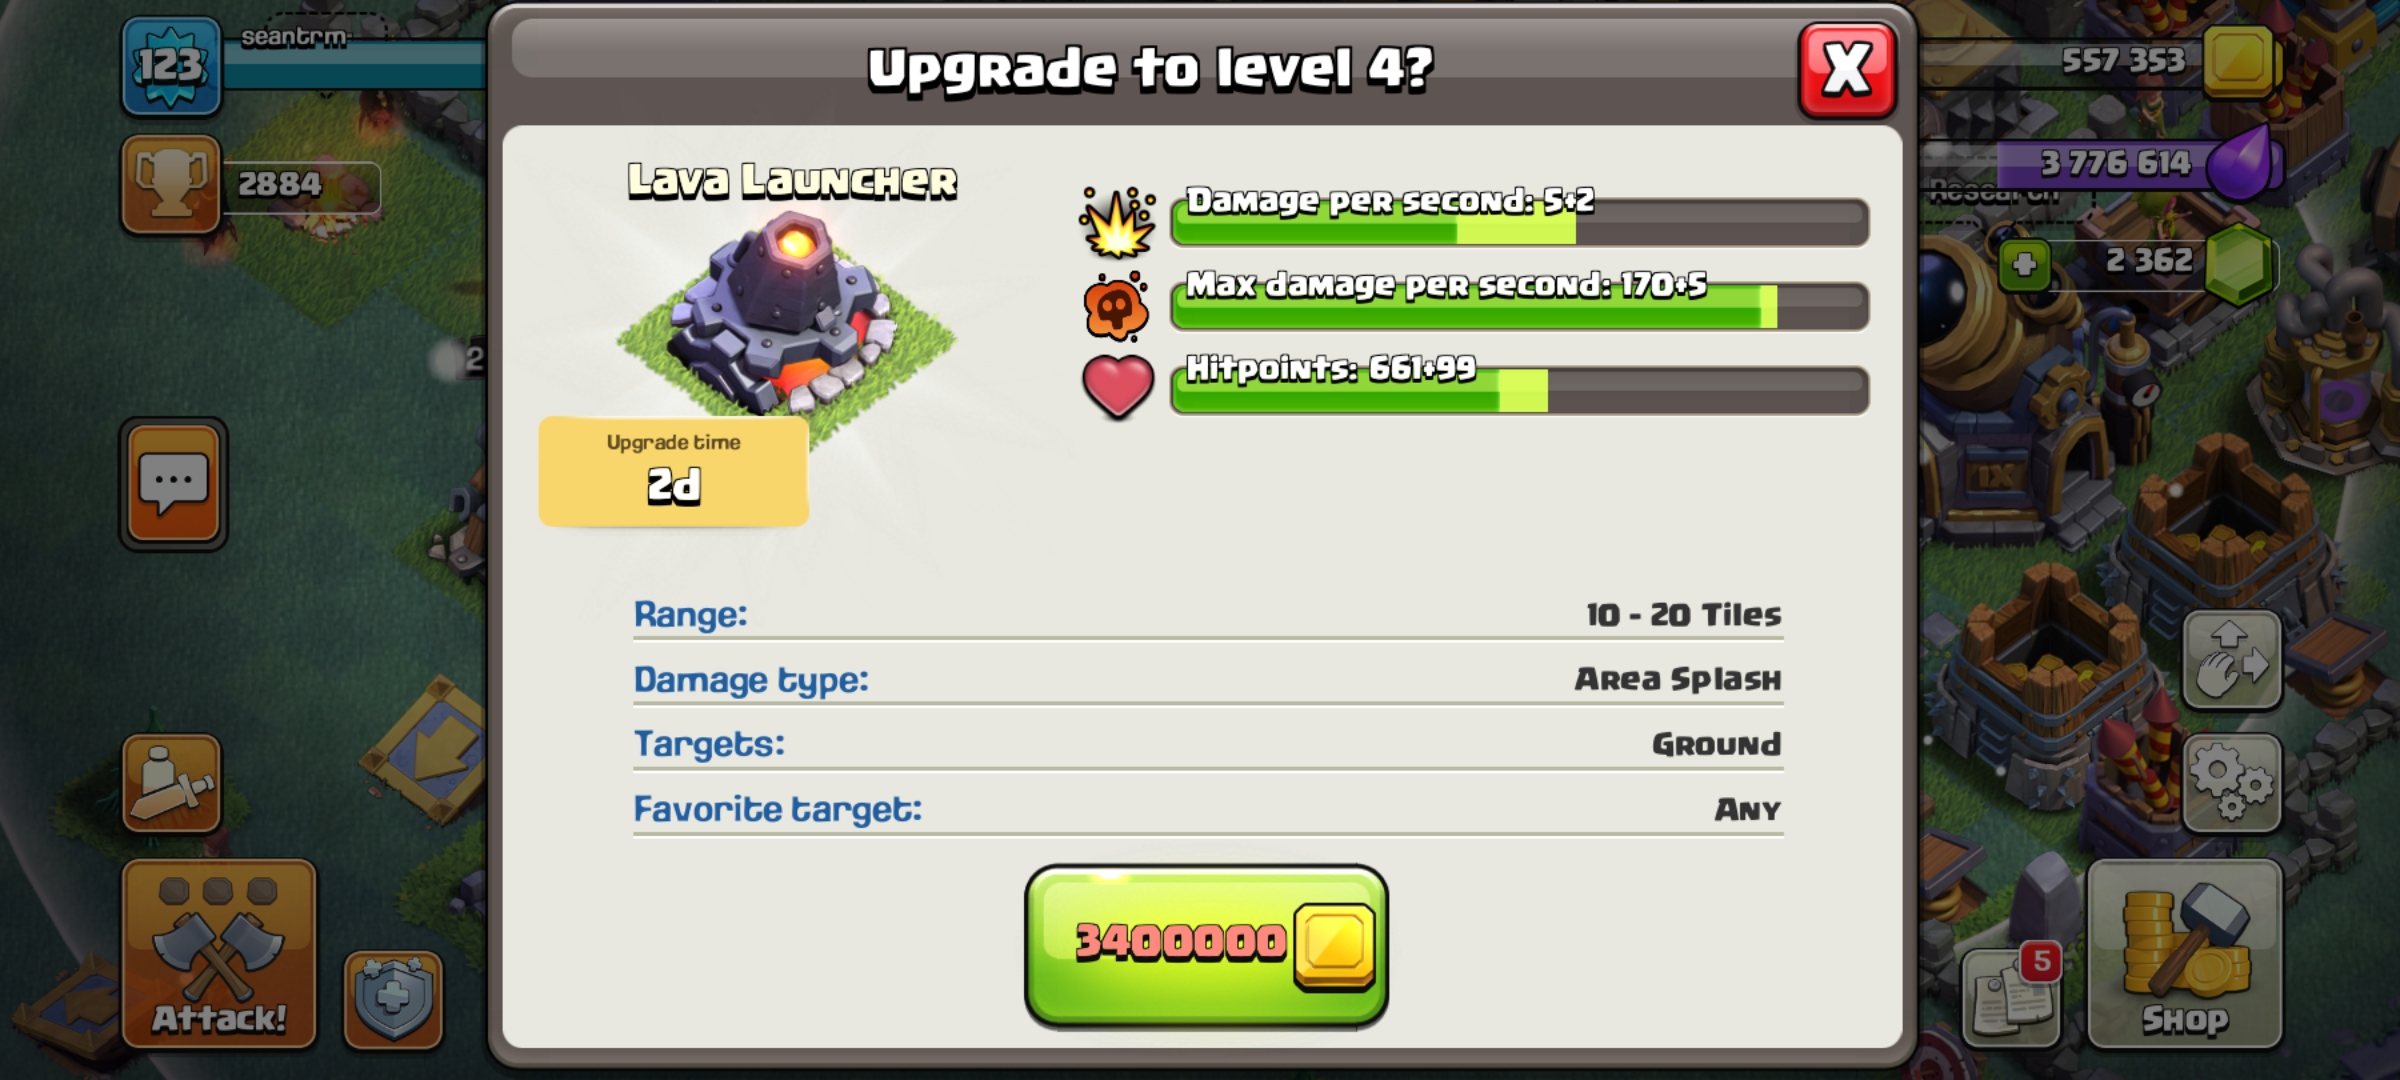 123
seantrm
2884
Upgrade to level 4?
X
557 353
3 776 614
Research
2 362
Lava Launcher
Damage per second: 5+2
Max damage per second: 170+5
Hitpoints: 661+99
Upgrade time
2d
IX
Range: 10 - 20 Tiles
Damage type: Area Splash
Targets: Ground
Favorite target: Any
3400000
Attack!
5
Shop